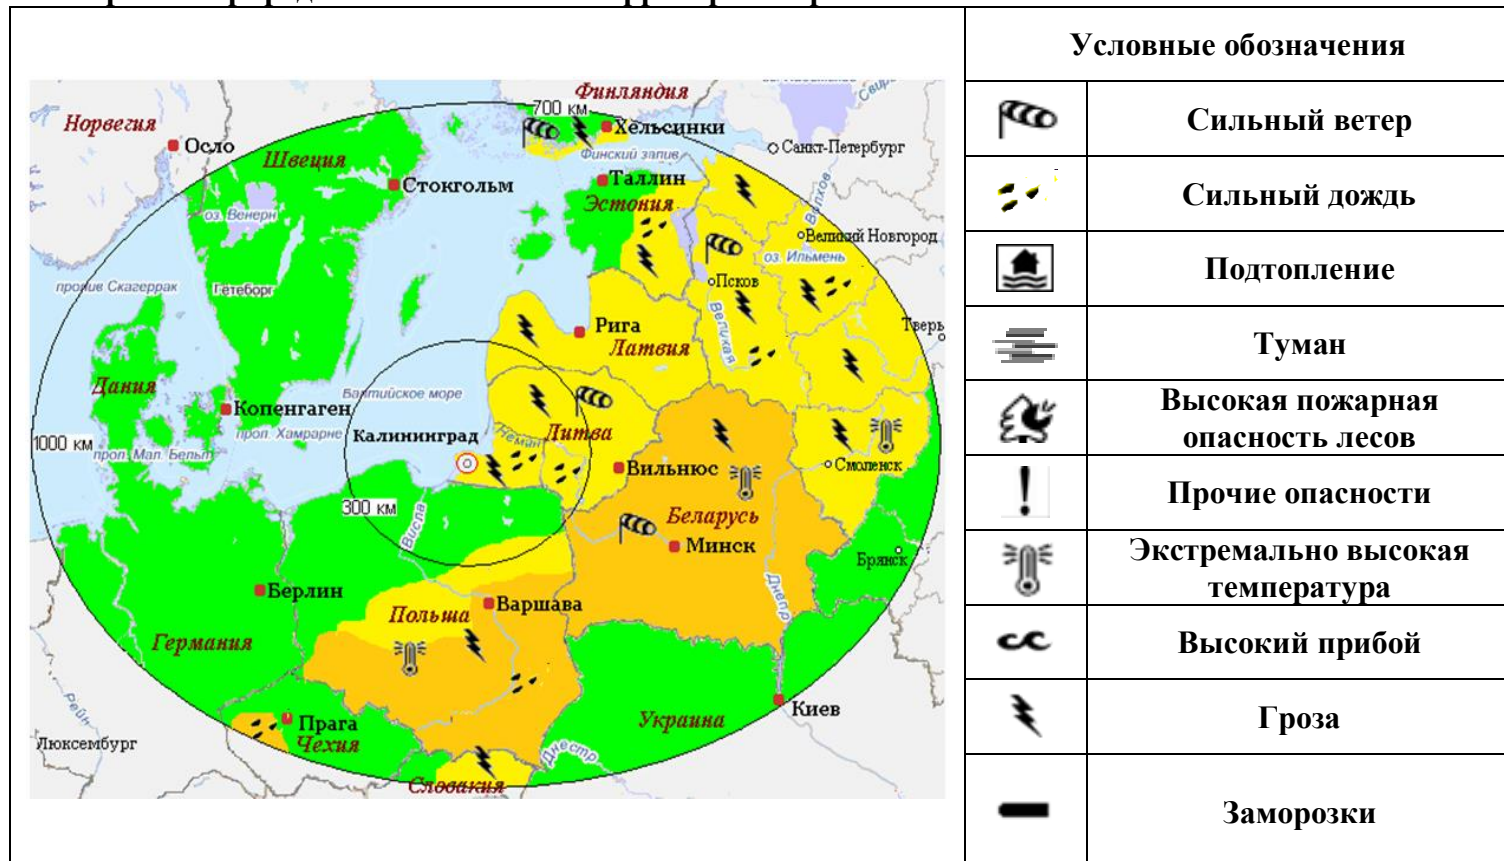 Условные обозначения
Сильный ветер
Сильный дождь
Подтопление
Туман
Высокая пожарная
опасность лесов
Прочие опасности
Экстремально высокая
температура
Высокий прибой
Гроза
Заморозки
Финляндия
700 км
Норвегия
Хельсинки
Осло
Санкт-Петербург
Швеция
Финский залив
Стокгольм
Таллин
Эстония
Волхов
оз. Венерн
Великий Новгород
оз. Ильмень
Псков
пролив Скагеррак
Гётеборг
Великая
Рига
Латвия
Тверь
Дания
Балтийское море
Копенгаген
Калининград
проп. Хамрарне
Неман
Литва
1000 км
проп. Мал. Бельт
Вильнюс
Смоленск
300 км
Висла
Беларусь
Минск
Брянск
Днепр
Берлин
Варшава
Польша
Германия
Рейн
Прага
Чехия
Украина
Киев
Люксембург
Днестр
Словакия